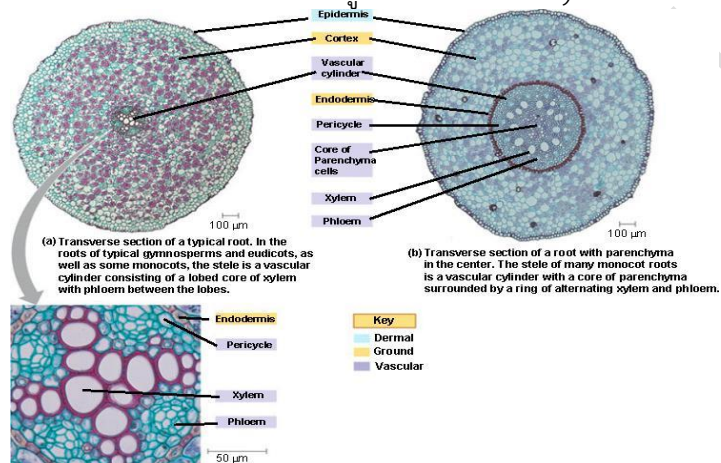 Epidermis
Cortex
Vascular
cylinder
Endodermis
Pericycle
Core of
Parenchyma
cells
Xylem
Phloem
100 μm
100 μm
(a) Transverse section of a typical root. In the
roots of typical gymnosperms and eudicots, as
well as some monocots, the stele is a vascular
cylinder consisting of a lobed core of xylem
with phloem between the lobes.
(b) Transverse section of a root with parenchyma
in the center. The stele of many monocot roots
is a vascular cylinder with a core of parenchyma
surrounded by a ring of alternating xylem and phloem.
Endodermis
Pericycle
Xylem
Phloem
50 μm
Key
Dermal
Ground
Vascular